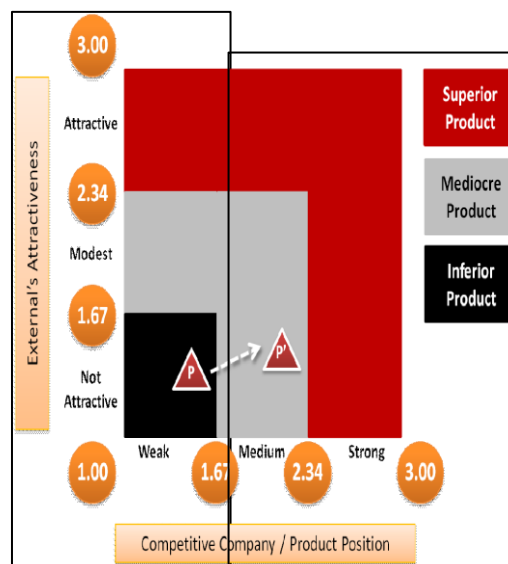 3.00
Attractive
2.34
Modest
1.67
Not
Attractive
1.00
External's Attractiveness
Superior
Product
Mediocre
Product
Inferior
Product
P
P'
Weak
Medium
Strong
1.67
2.34
3.00
Competitive Company / Product Position